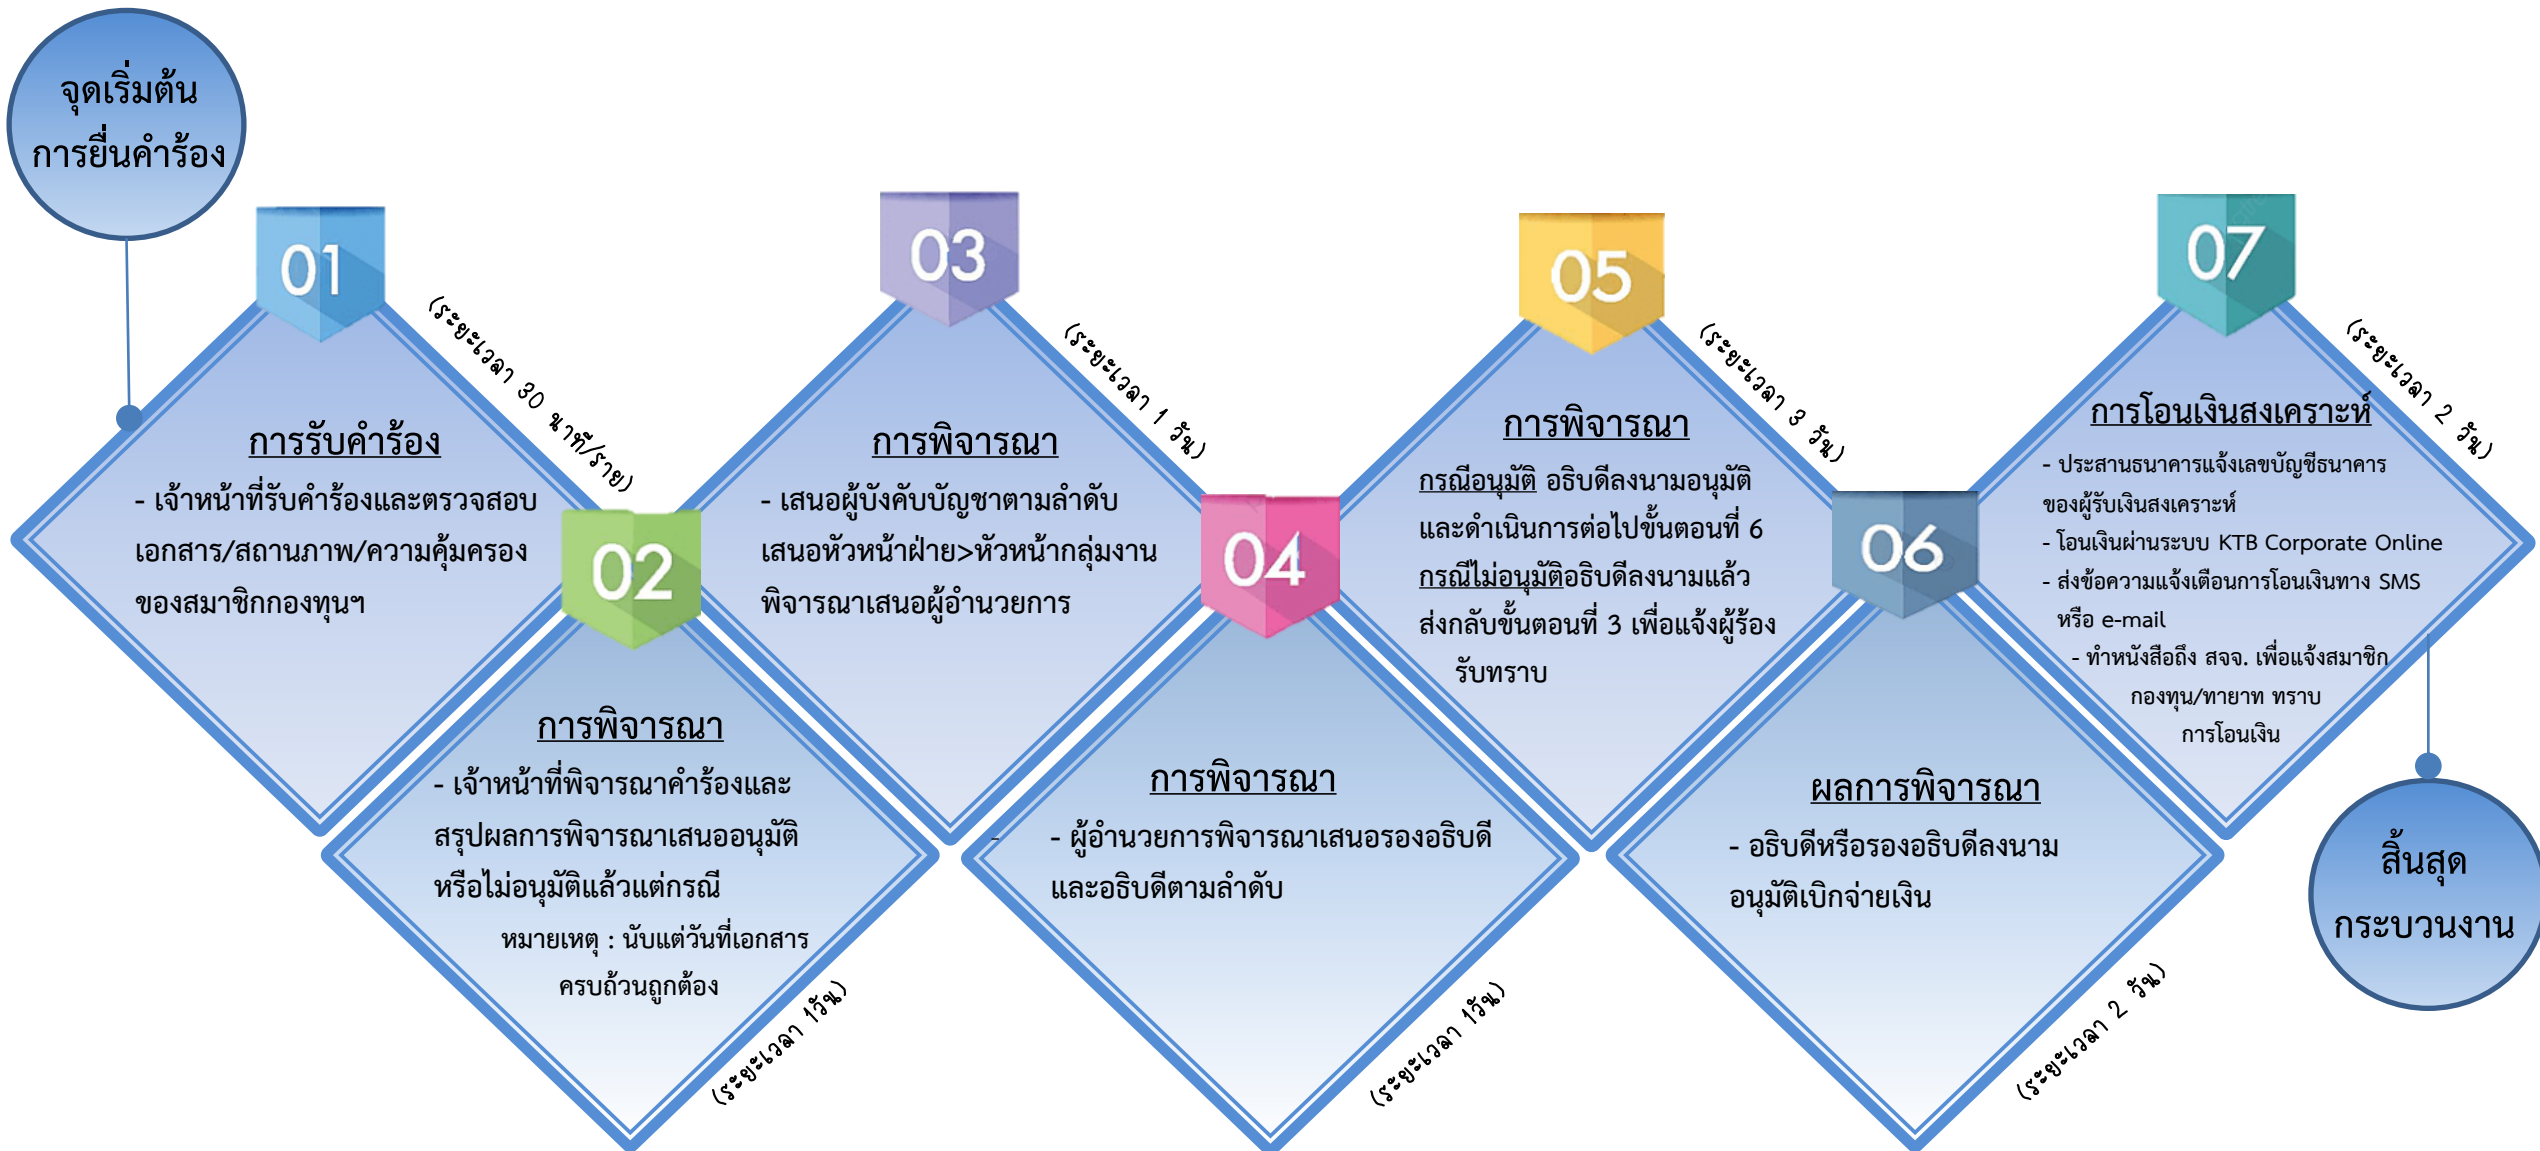 จุดเริ่มต้น
การยื่นคำร้อง
01
(ระยะเวลา 30 นาที/ราย)
การรับคำร้อง
- เจ้าหน้าที่รับคำร้องและตรวจสอบ
เอกสาร/สถานภาพ/ความคุ้มครอง
ของสมาชิกกองทุนฯ
02
การพิจารณา
- เจ้าหน้าที่พิจารณาคำร้องและ
สรุปผลการพิจารณาเสนออนุมัติ
หรือไม่อนุมัติแล้วแต่กรณี
หมายเหตุ : นับแต่วันที่เอกสาร
ครบถ้วนถูกต้อง
(ระยะเวลา 1วัน)
03
(ระยะเวลา 1 วัน)
การพิจารณา
- เสนอผู้บังคับบัญชาตามลำดับ
เสนอหัวหน้าฝ่าย>หัวหน้ากลุ่มงาน
พิจารณาเสนอผู้อำนวยการ
04
การพิจารณา
-
- ผู้อำนวยการพิจารณาเสนอรองอธิบดี
และอธิบดีตามลำดับ
(ระยะเวลา 1วัน)
05
(ระยะเวลา 3 วัน)
การพิจารณา
กรณีอนุมัติ อธิบดีลงนามอนุมัติ
และดำเนินการต่อไปขั้นตอนที่ 6
กรณีไม่อนุมัติอธิบดีลงนามแล้ว
ส่งกลับขั้นตอนที่ 3 เพื่อแจ้งผู้ร้อง
รับทราบ
06
ผลการพิจารณา
- อธิบดีหรือรองอธิบดีลงนาม
อนุมัติเบิกจ่ายเงิน
(ระยะเวลา 2 วัน)
07
(ระยะเวลา 2 วัน)
การโอนเงินสงเคราะห์
- ประสานธนาคารแจ้งเลขบัญชีธนาคาร
ของผู้รับเงินสงเคราะห์
- โอนเงินผ่านระบบ KTB Corporate Online
- ส่งข้อความแจ้งเตือนการโอนเงินทาง SMS
หรือ e-mail
- ทำหนังสือถึง สจจ. เพื่อแจ้งสมาชิก
กองทุน/ทายาท ทราบ
การโอนเงิน
สิ้นสุด
กระบวนงาน